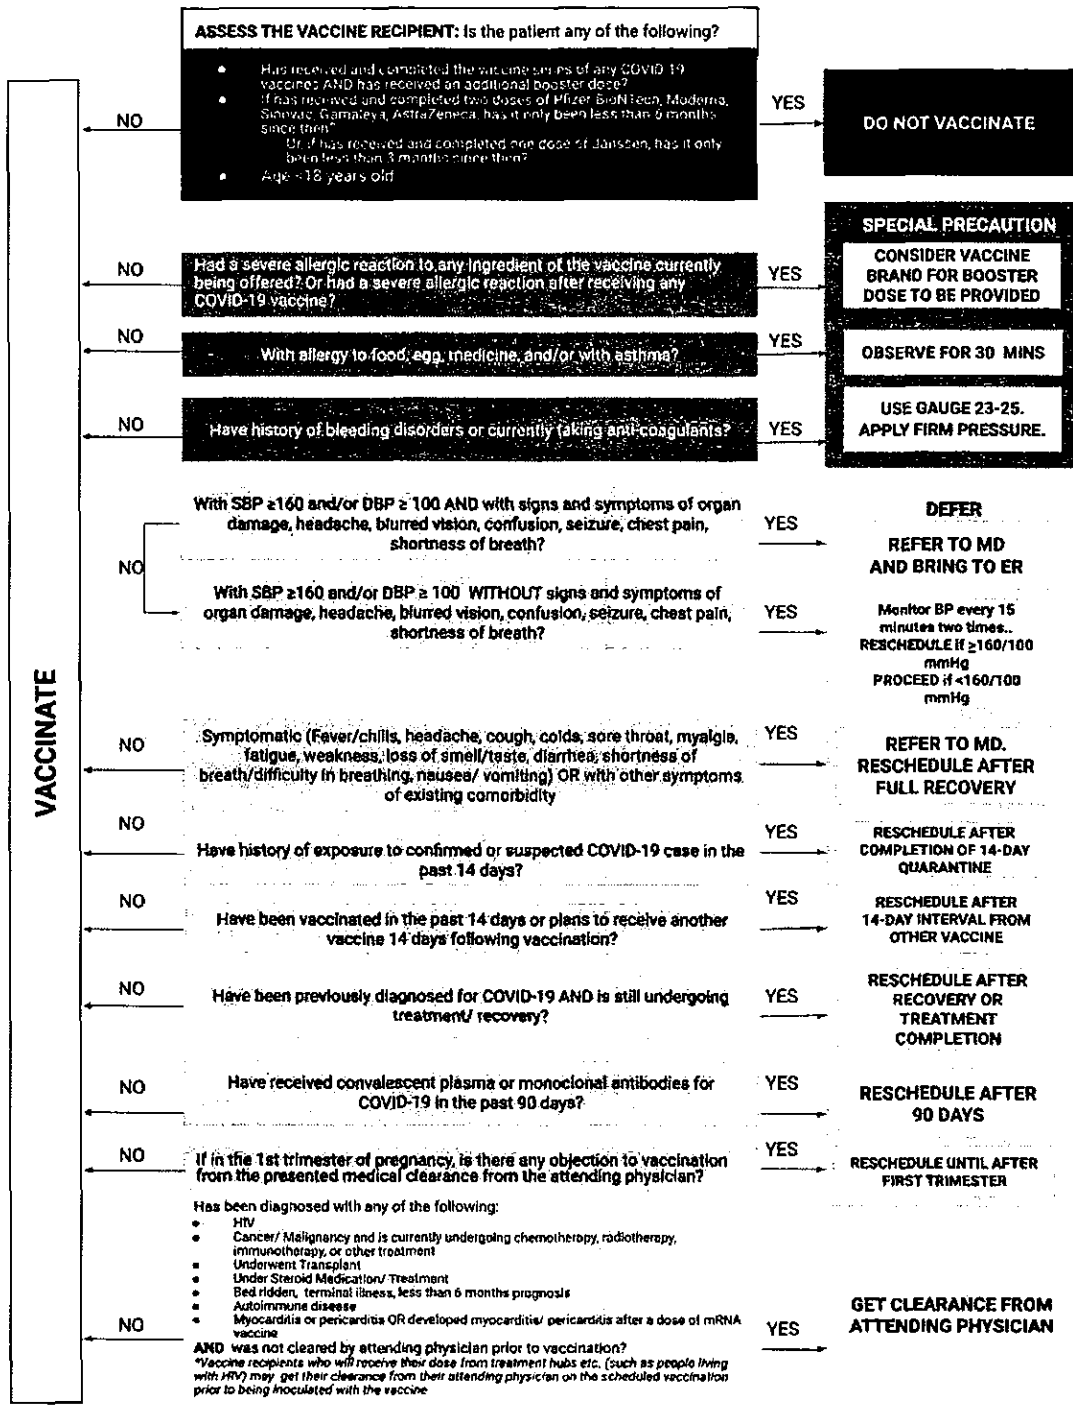 ASSESS THE VACCINE RECIPIENT: Is the patient any of the following?
• Has received and completed the vaccine series of any COVID-19
vaccines AND has received an additional booster dose?
• If has received and completed two doses of Pfizer BioNTech, Moderna,
Sinovac, Gamaleya, AstraZeneca, has it only been less than 6 months
since then?
Or, if has received and completed one dose of Janssen, has it only
been less than 3 months since then?
• Age <18 years old
NO
YES
DO NOT VACCINATE
SPECIAL PRECAUTION
NO
Had a severe allergic reaction to any ingredient of the vaccine currently
being offered? Or had a severe allergic reaction after receiving any
COVID-19 vaccine?
YES
CONSIDER VACCINE
BRAND FOR BOOSTER
DOSE TO BE PROVIDED
NO
With allergy to food, egg, medicine, and/or with asthma?
YES
OBSERVE FOR 30 MINS
NO
Have history of bleeding disorders or currently taking anti-coagulants?
YES
USE GAUGE 23-25.
APPLY FIRM PRESSURE.
With SBP ≥160 and/or DBP ≥ 100 AND with signs and symptoms of organ
damage, headache, blurred vision, confusion, seizure, chest pain,
shortness of breath?
YES
DEFER
REFER TO MD
AND BRING TO ER
NO
With SBP ≥160 and/or DBP ≥ 100 WITHOUT signs and symptoms of
organ damage, headache, blurred vision, confusion, seizure, chest pain,
shortness of breath?
YES
Monitor BP every 15
minutes two times..
RESCHEDULE if ≥160/100
mmHg
PROCEED if <160/100
mmHg
VACCINATE
NO
Symptomatic (Fever/chills, headache, cough, colds, sore throat, myalgia,
fatigue, weakness, loss of smell/taste, diarrhea, shortness of
breath/difficulty in breathing, nausea/ vomiting) OR with other symptoms
of existing comorbidity
YES
REFER TO MD.
RESCHEDULE AFTER
FULL RECOVERY
NO
Have history of exposure to confirmed or suspected COVID-19 case in the
past 14 days?
YES
RESCHEDULE AFTER
COMPLETION OF 14-DAY
QUARANTINE
NO
Have been vaccinated in the past 14 days or plans to receive another
vaccine 14 days following vaccination?
YES
RESCHEDULE AFTER
14-DAY INTERVAL FROM
OTHER VACCINE
NO
Have been previously diagnosed for COVID-19 AND is still undergoing
treatment/ recovery?
YES
RESCHEDULE AFTER
RECOVERY OR
TREATMENT
COMPLETION
NO
Have received convalescent plasma or monoclonal antibodies for
COVID-19 in the past 90 days?
YES
RESCHEDULE AFTER
90 DAYS
NO
If in the 1st trimester of pregnancy, is there any objection to vaccination
from the presented medical clearance from the attending physician?
YES
RESCHEDULE UNTIL AFTER
FIRST TRIMESTER
Has been diagnosed with any of the following:
• HIV
• Cancer/ Malignancy and is currently undergoing chemotherapy, radiotherapy,
immunotherapy, or other treatment
• Underwent Transplant
• Under Steroid Medication/ Treatment
• Bed ridden, terminal illness, less than 6 months prognosis
• Autoimmune disease
• Myocarditis or pericarditis OR developed myocarditis/ pericarditis after a dose of mRNA
vaccine
AND was not cleared by attending physician prior to vaccination?
*Vaccine recipients who will receive their dose from treatment hubs etc. (such as people living
with HIV) may get their clearance from their attending physician on the scheduled vaccination
prior to being inoculated with the vaccine
NO
YES
GET CLEARANCE FROM
ATTENDING PHYSICIAN